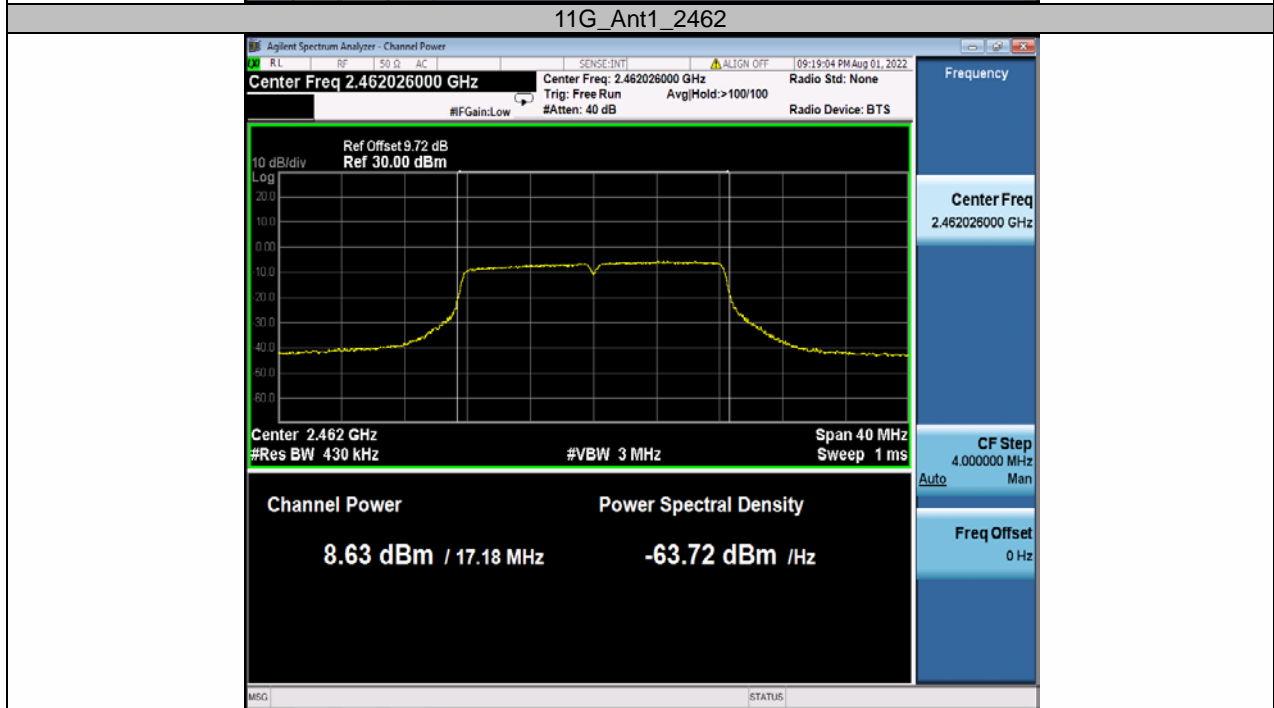 11G_Ant1_2462
Agilent Spectrum Analyzer - Channel Power
RL RF 50 Ω AC SENSE:INT ALIGN OFF 09:19:04 PM Aug 01, 2022
Center Freq 2.462026000 GHz
Center Freq: 2.462026000 GHz
Radio Std: None
Trig: Free Run
Avg|Hold:>100/100
#IFGain:Low
#Atten: 40 dB
Radio Device: BTS
Frequency
Ref Offset 9.72 dB
10 dB/div
Ref 30.00 dBm
Log
20.0
10.0
0.00
-10.0
-20.0
-30.0
-40.0
-50.0
-60.0
Center 2.462 GHz
Span 40 MHz
#Res BW 430 kHz
#VBW 3 MHz
Sweep 1 ms
Channel Power
Power Spectral Density
8.63 dBm / 17.18 MHz
-63.72 dBm /Hz
Center Freq
2.462026000 GHz
CF Step
4.000000 MHz
Auto Man
Freq Offset
0 Hz
MSG
STATUS